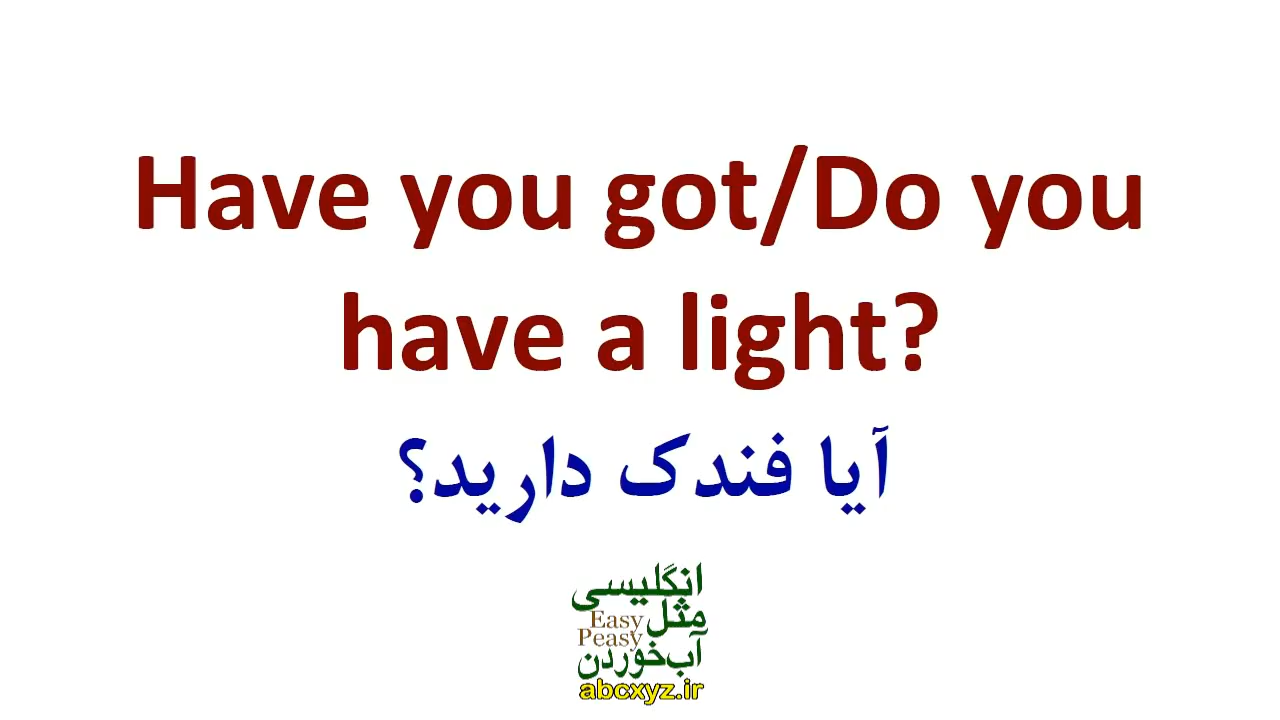 Have you got/Do you
have a light?
آیا فندک دارید؟
انگلیسی
مثل
Easy
Peasy
آب‌خوردن
abcxyz.ir